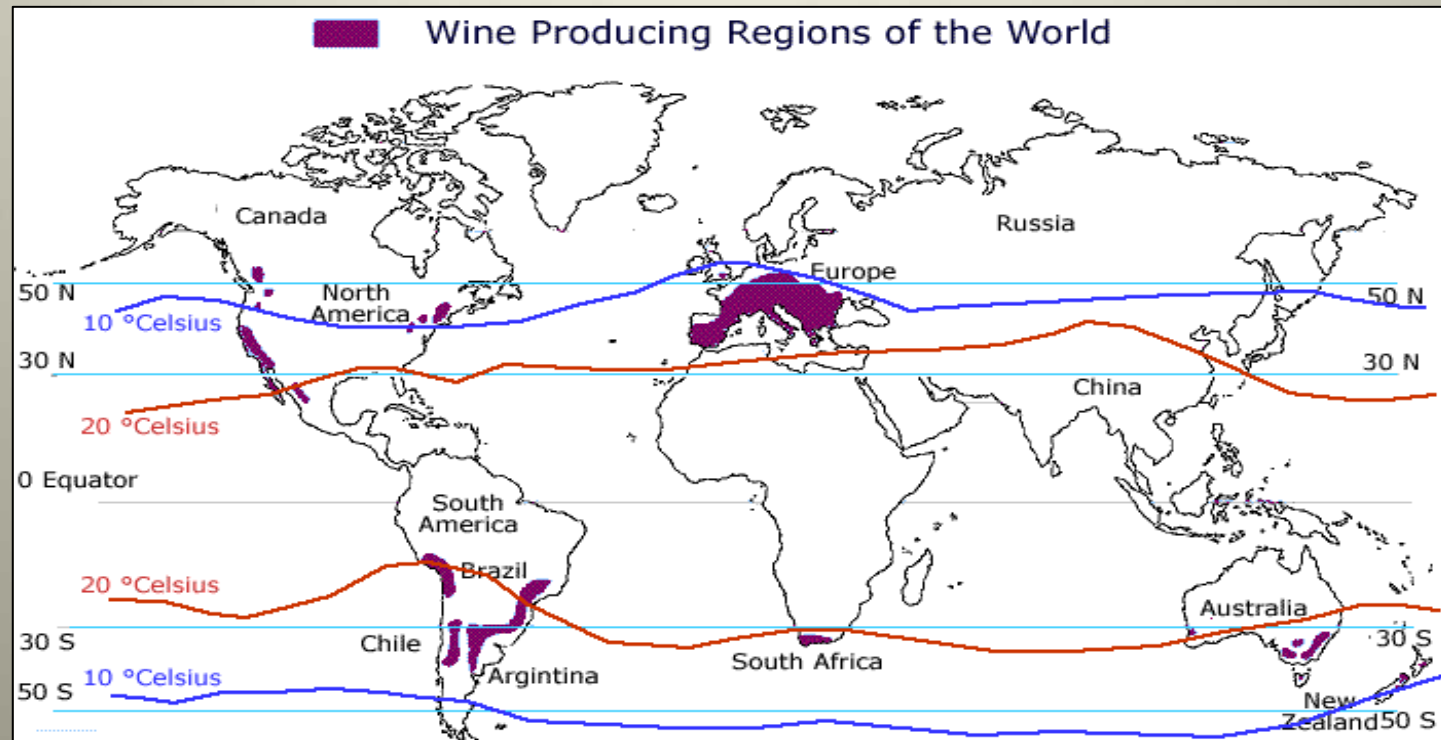 Wine Producing Regions of the World
Canada
Russia
Europe
50 N
North
America
50 N
10 °Celsius
30 N
30 N
China
20 °Celsius
0 Equator
South
America
20 °Celsius
Brazil
Australia
30 S
Chile
30 S
South Africa
10 °Celsius
Argintina
50 S
New
Zealand
50 S